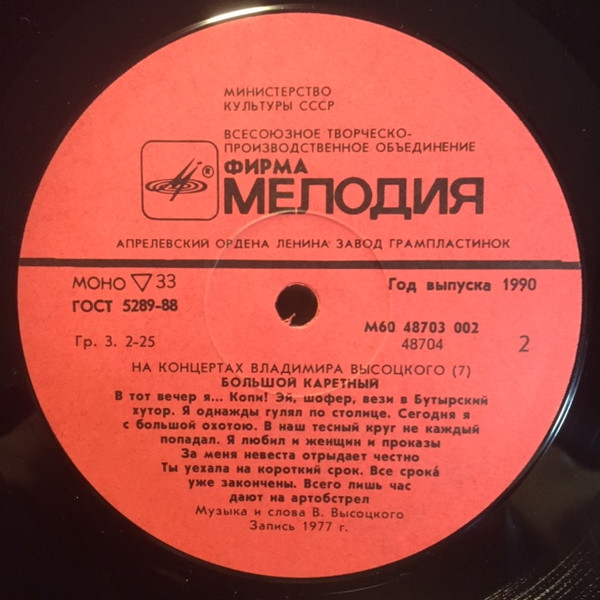 МИНИСТЕРСТВО
КУЛЬТУРЫ СССР
ВСЕСОЮЗНОЕ ТВОРЧЕСКО-
ПРОИЗВОДСТВЕННОЕ ОБЪЕДИНЕНИЕ
®
ФИРМА
МЕЛОДИЯ
АПРЕЛЕВСКИЙ ОРДЕНА ЛЕНИНА ЗАВОД ГРАМПЛАСТИНОК
МОНО ▽ 33
Год выпуска 1990
ГОСТ 5289-88
М60 48703 002
Гр. 3. 2-25
48704
2
НА КОНЦЕРТАХ ВЛАДИМИРА ВЫСОЦКОГО (7)
БОЛЬШОЙ КАРЕТНЫЙ
В тот вечер я... Копи! Эй, шофер, вези в Бутырский
хутор. Я однажды гулял по столице. Сегодня я
с большой охотою. В наш тесный круг не каждый
попадал. Я любил и женщин и проказы
За меня невеста отрыдает честно
Ты уехала на короткий срок. Все срока́
уже закончены. Всего лишь час
дают на артобстрел
Музыка и слова В. Высоцкого
Запись 1977 г.